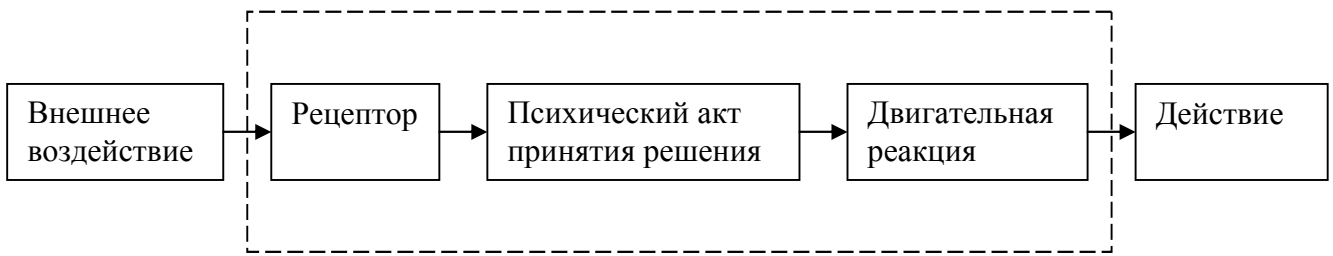 Внешнее
воздействие
Рецептор
Психический акт
принятия решения
Двигательная
реакция
Действие